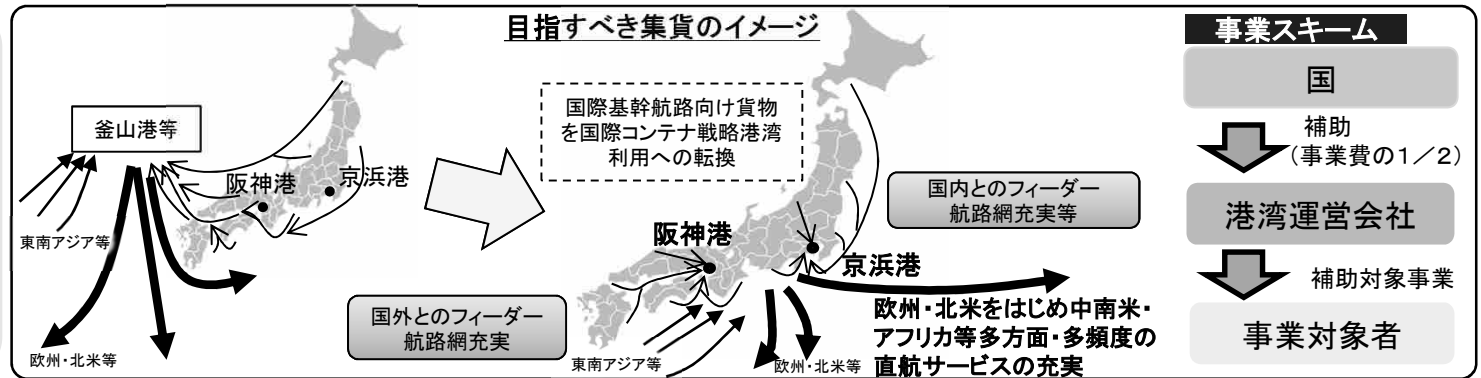 目指すべき集貨のイメージ
釜山港等
阪神港
京浜港
東南アジア等
欧州・北米等
国際基幹航路向け貨物
を国際コンテナ戦略港湾
利用への転換
国内とのフィーダー
航路網充実等
阪神港
京浜港
国外とのフィーダー
航路網充実
東南アジア等
欧州・北米等
欧州・北米をはじめ中南米・
アフリカ等多方面・多頻度の
直航サービスの充実
事業スキーム
国
補助
(事業費の1/2)
港湾運営会社
補助対象事業
事業対象者